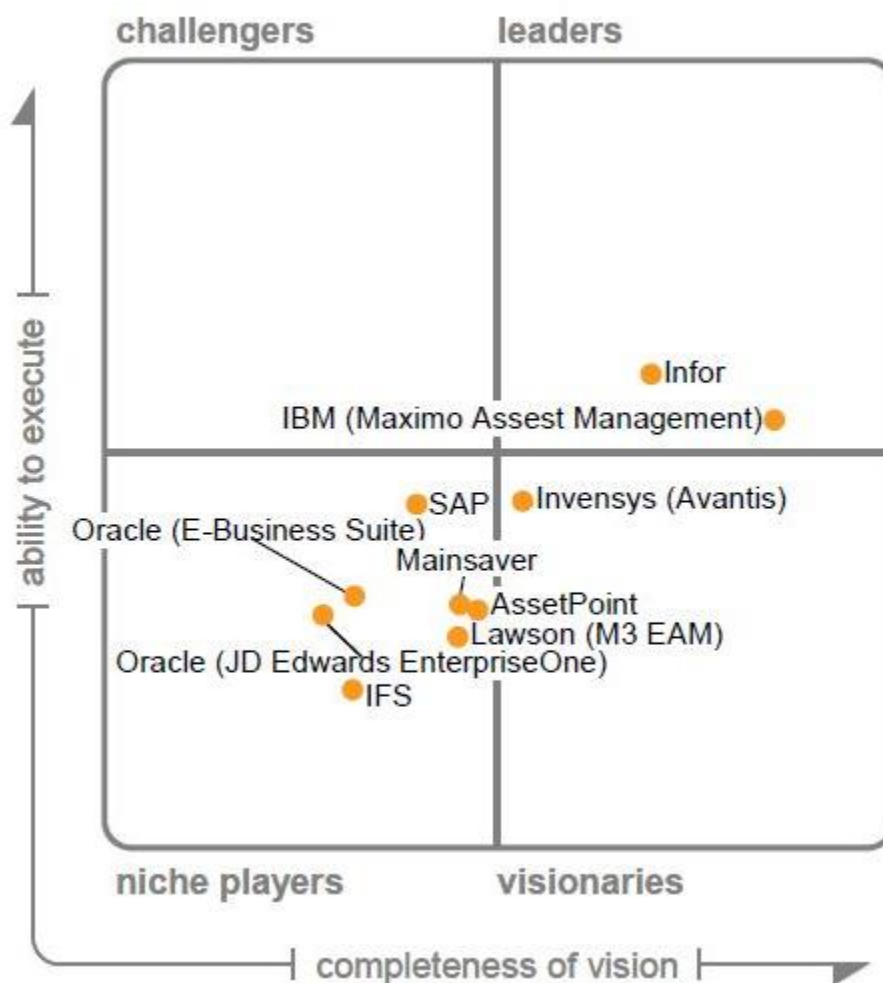 challengers
leaders
ability to execute
Infor
IBM (Maximo Assest Management)
SAP
Invensys (Avantis)
Oracle (E-Business Suite)
Mainsaver
AssetPoint
Lawson (M3 EAM)
Oracle (JD Edwards EnterpriseOne)
IFS
niche players
visionaries
completeness of vision